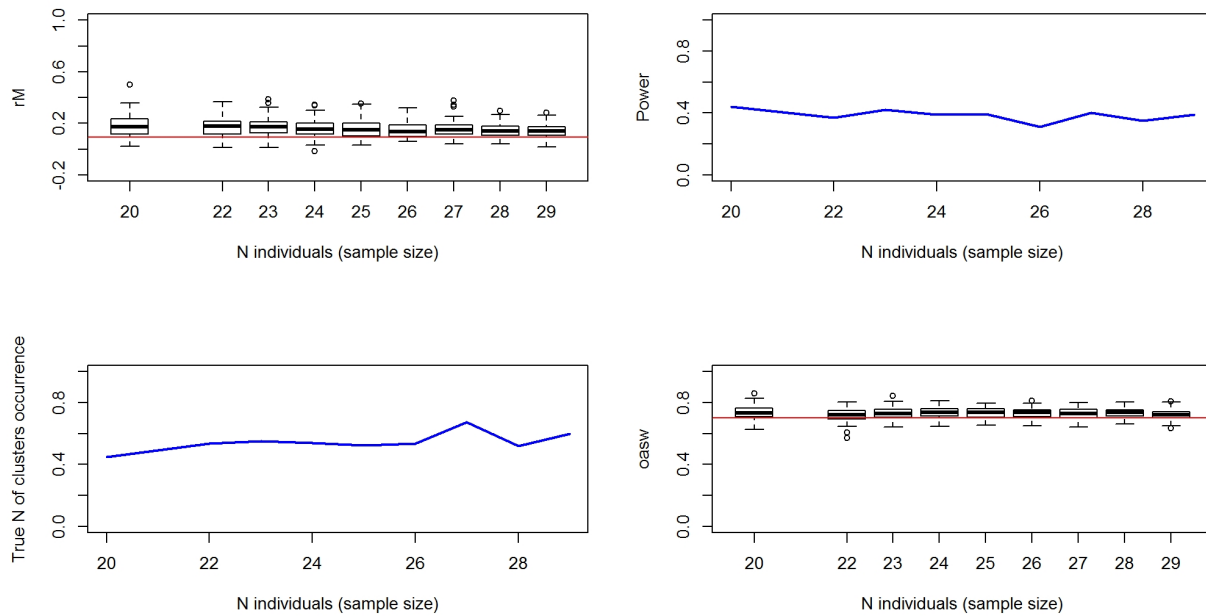 rM
-0.2 0.2 0.6 1.0
20 22 23 24 25 26 27 28 29
N individuals (sample size)
Power
0.0 0.4 0.8
20 22 24 26 28
N individuals (sample size)
True N of clusters occurrence
0.0 0.4 0.8
20 22 24 26 28
N individuals (sample size)
oasw
0.0 0.4 0.8
20 22 23 24 25 26 27 28 29
N individuals (sample size)